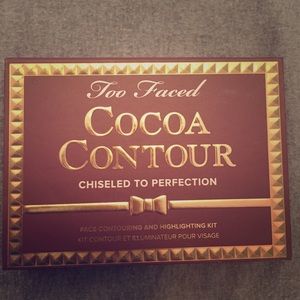 Too Faced
COCOA
CONTOUR
CHISELED TO PERFECTION
FACE CONTOURING AND HIGHLIGHTING KIT
KIT CONTOUR ET ILLUMINATEUR POUR VISAGE